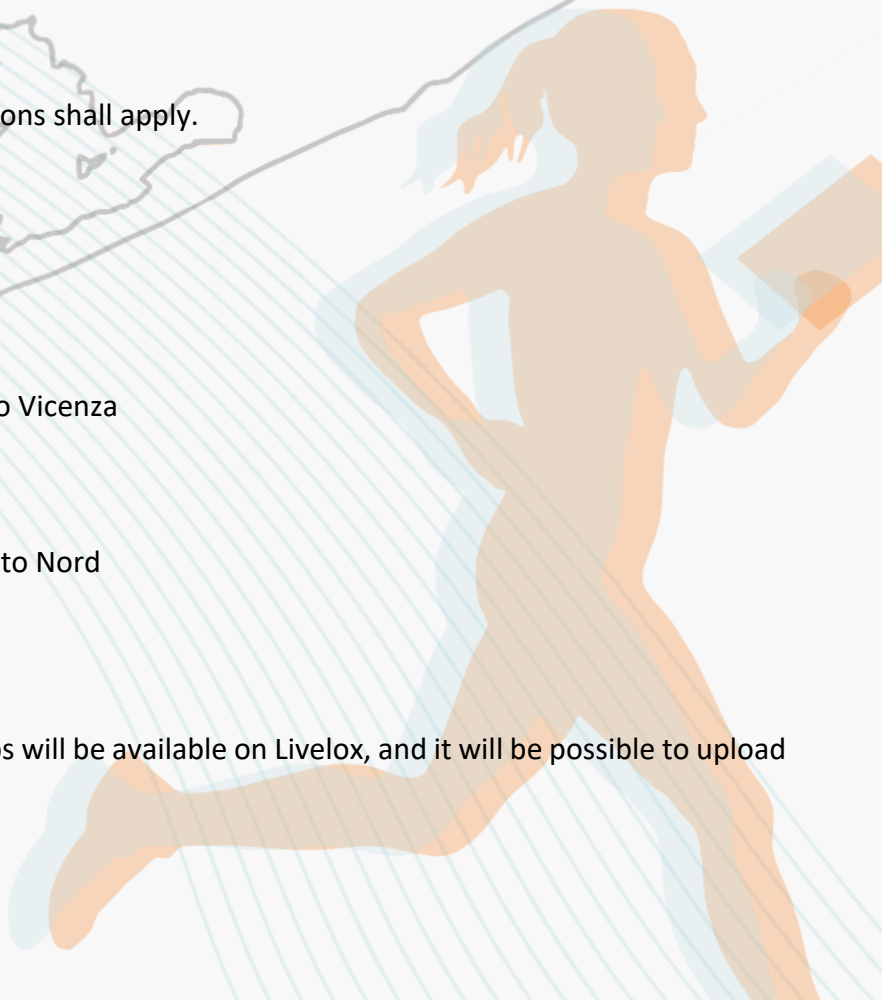 ons shall apply.
o Vicenza
to Nord
s will be available on Livelox, and it will be possible to upload